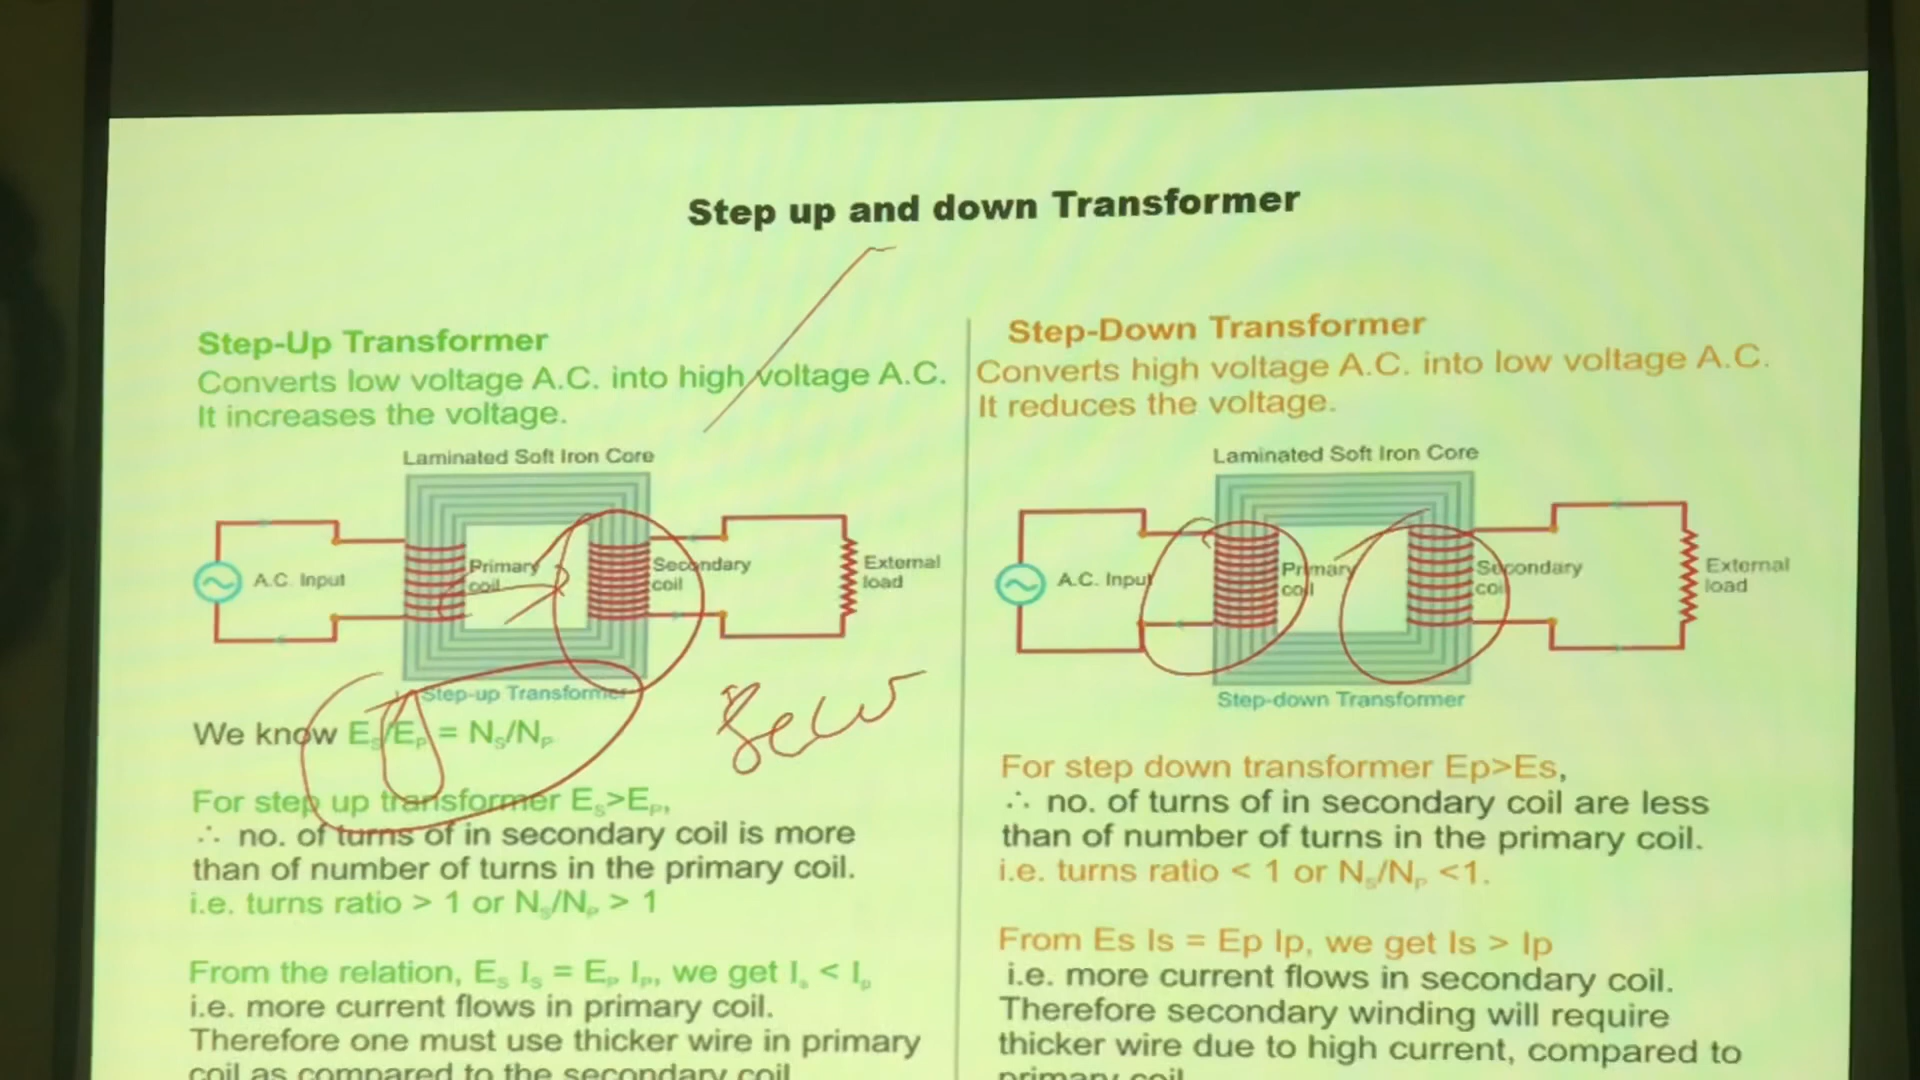 Step up and down Transformer
Step-Up Transformer
Converts low voltage A.C. into high voltage A.C.
It increases the voltage.
Laminated Soft Iron Core
A.C. Input
Primary
coil
Secondary
coil
External
load
Step-up Transformer
We know Es/Ep = Ns/Np
For step up transformer Es>Ep,
∴ no. of turns of in secondary coil is more
than of number of turns in the primary coil.
i.e. turns ratio > 1 or Ns/Np > 1
From the relation, Es Is = Ep Ip, we get Is < Ip
i.e. more current flows in primary coil.
Therefore one must use thicker wire in primary
coil as compared to the secondary coil
Step-Down Transformer
Converts high voltage A.C. into low voltage A.C.
It reduces the voltage.
Laminated Soft Iron Core
A.C. Input
Primary
coil
Secondary
coil
External
load
Step-down Transformer
For step down transformer Ep>Es,
∴ no. of turns of in secondary coil are less
than of number of turns in the primary coil.
i.e. turns ratio < 1 or Ns/Np <1.
From Es Is = Ep Ip, we get Is > Ip
i.e. more current flows in secondary coil.
Therefore secondary winding will require
thicker wire due to high current, compared to
primary coil